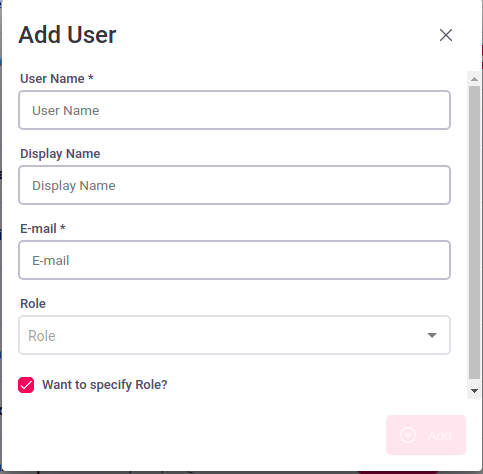 Add User
User Name *
User Name
Display Name
Display Name
E-mail *
E-mail
Role
Role
Want to specify Role?
Add